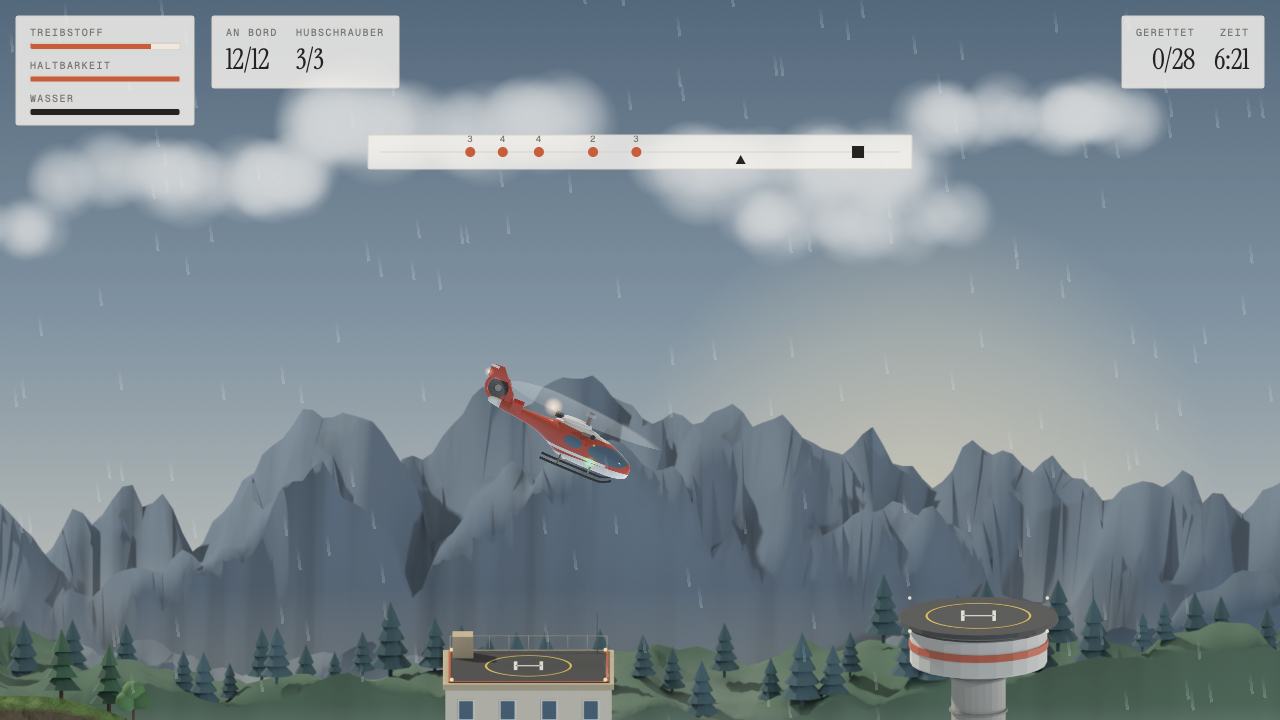 TREIBSTOFF
HALTBARKEIT
WASSER
AN BORD HUBSCHRAUBER
12/12 3/3
GERETTET ZEIT
0/28 6:21
3 4 4 2 3
H
H